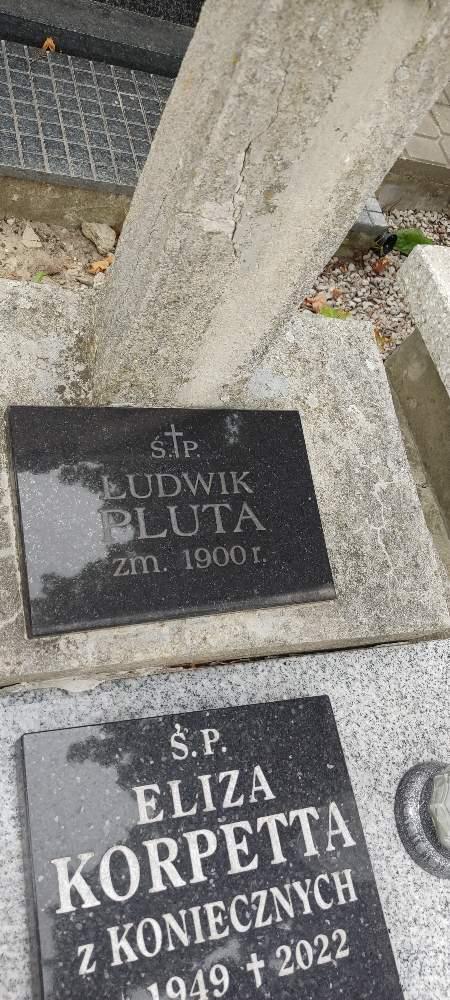 Ś.†P.
LUDWIK
PLUTA
zm. 1900 r.
Ś.P.
ELIZA
KORPETTA
z KONIECZNYCH
1949 † 2022